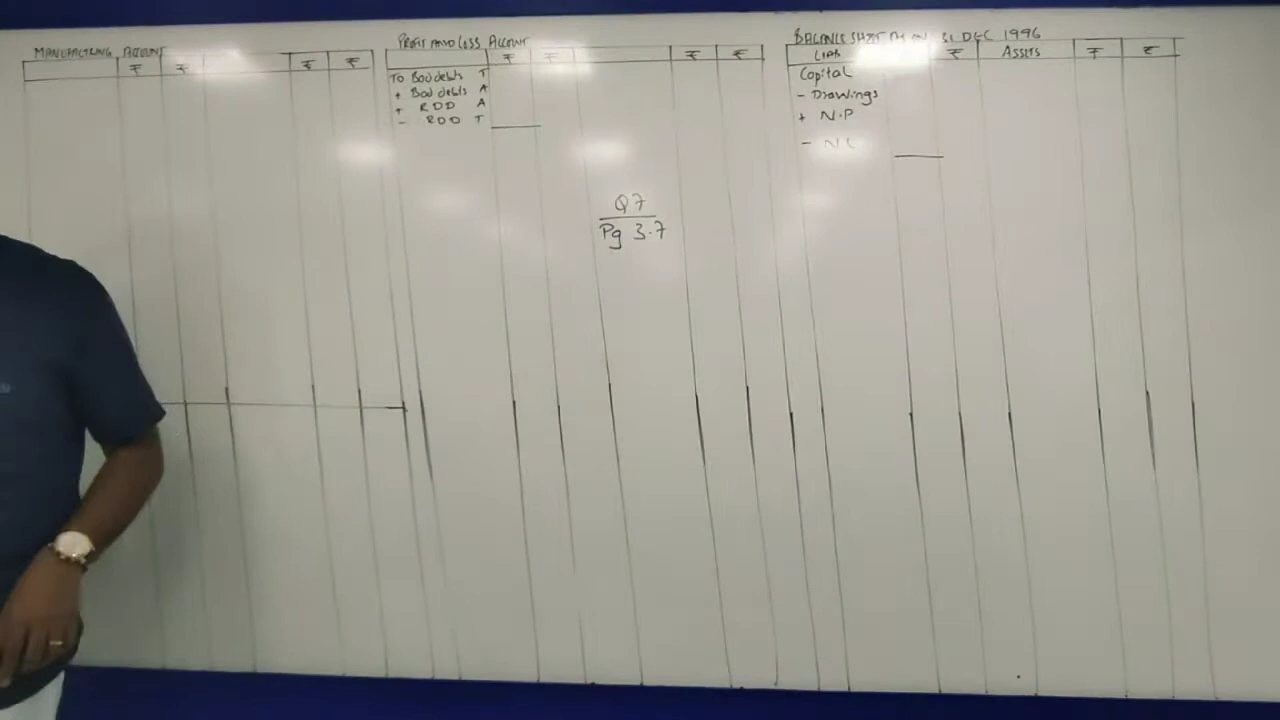 MANUFACTURING ACCOUNT
₹ ₹ ₹ ₹
PROFIT AND LOSS ACCOUNT
₹ ₹ ₹ ₹
To Bad debts T
+ Bad debts A
+ RDD A
- RDD T
Q7
Pg 3.7
BALANCE SHEET AS ON 31 DEC 1996
LIAB ₹ ASSETS ₹ ₹
Capital
- Drawings
+ N.P
- NL